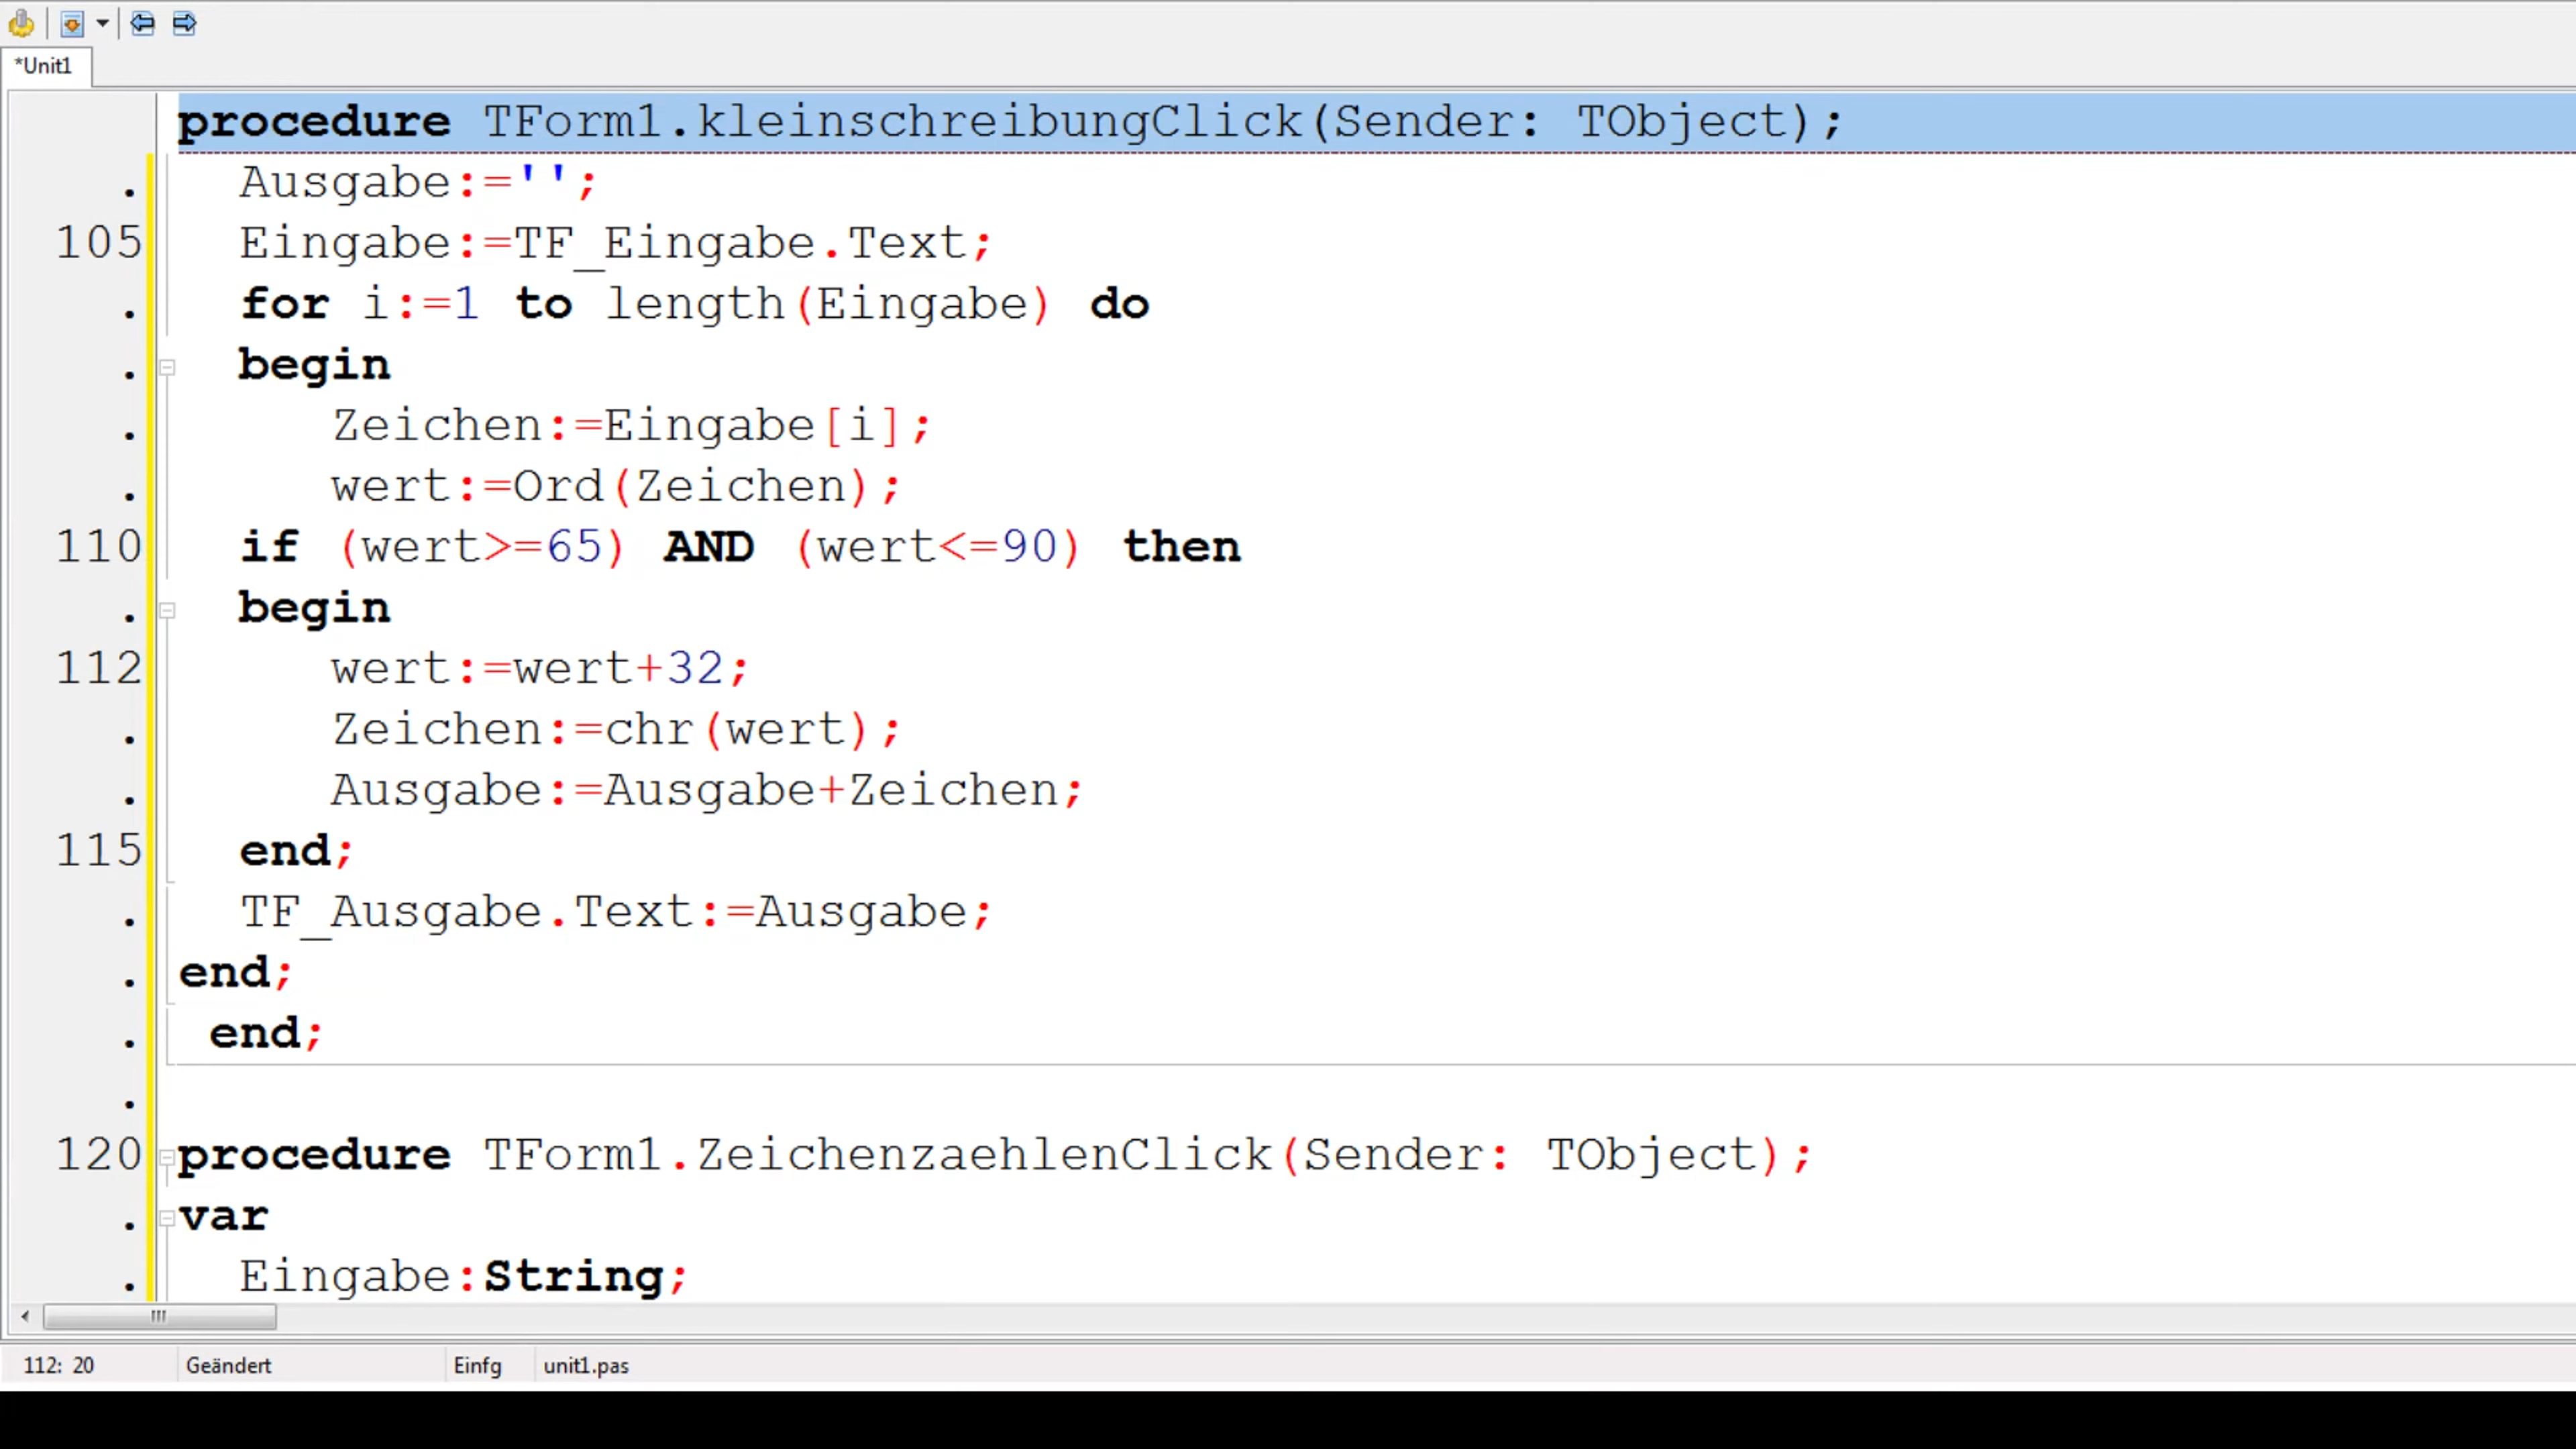 *Unit1
procedure TForm1.kleinschreibungClick(Sender: TObject);
. Ausgabe:='';
105 Eingabe:=TF_Eingabe.Text;
. for i:=1 to length(Eingabe) do
. begin
. Zeichen:=Eingabe[i];
. wert:=Ord(Zeichen);
110 if (wert>=65) AND (wert<=90) then
. begin
112 wert:=wert+32;
. Zeichen:=chr(wert);
. Ausgabe:=Ausgabe+Zeichen;
115 end;
. TF_Ausgabe.Text:=Ausgabe;
. end;
. end;
.
120 procedure TForm1.ZeichenzaehlenClick(Sender: TObject);
. var
. Eingabe:String;
112: 20 Geändert Einfg unit1.pas